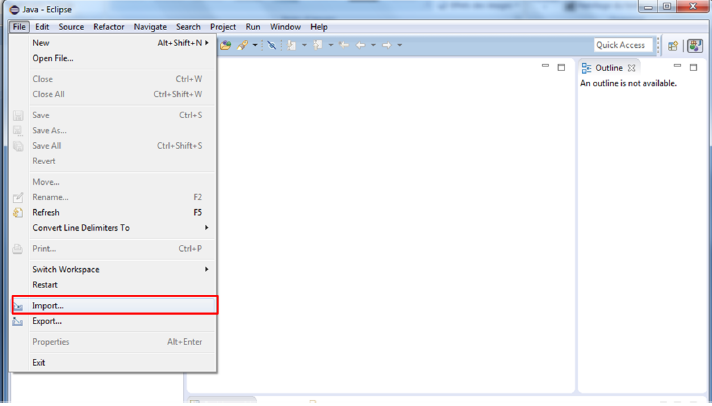 Java - Eclipse
File Edit Source Refactor Navigate Search Project Run Window Help
New Alt+Shift+N
Open File...
Close Ctrl+W
Close All Ctrl+Shift+W
Save Ctrl+S
Save As...
Save All Ctrl+Shift+S
Revert
Move...
Rename... F2
Refresh F5
Convert Line Delimiters To
Print... Ctrl+P
Switch Workspace
Restart
Import...
Export...
Properties Alt+Enter
Exit
Quick Access
Outline
An outline is not available.